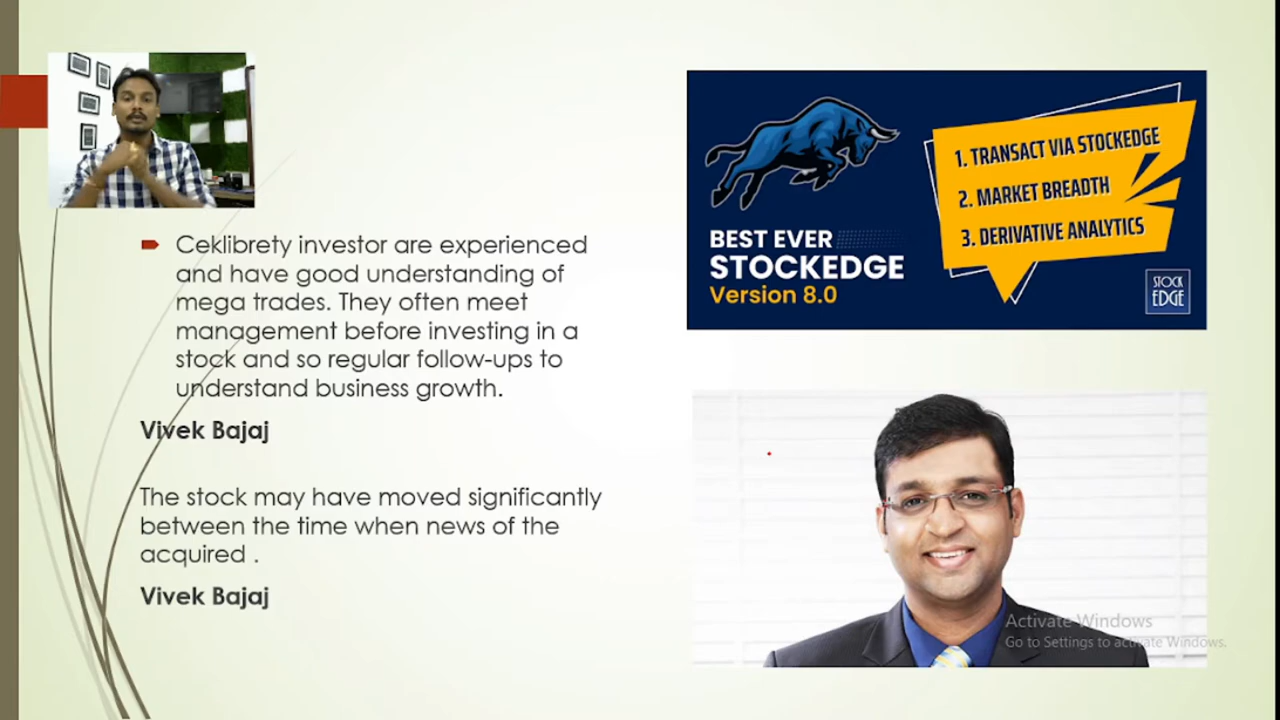 Ceklibrety investor are experienced
and have good understanding of
mega trades. They often meet
management before investing in a
stock and so regular follow-ups to
understand business growth.
Vivek Bajaj
The stock may have moved significantly
between the time when news of the
acquired .
Vivek Bajaj
BEST EVER
STOCKEDGE
Version 8.0
1. TRANSACT VIA STOCKEDGE
2. MARKET BREADTH
3. DERIVATIVE ANALYTICS
STOCK
EDGE
Activate Windows
Go to Settings to activate Windows.